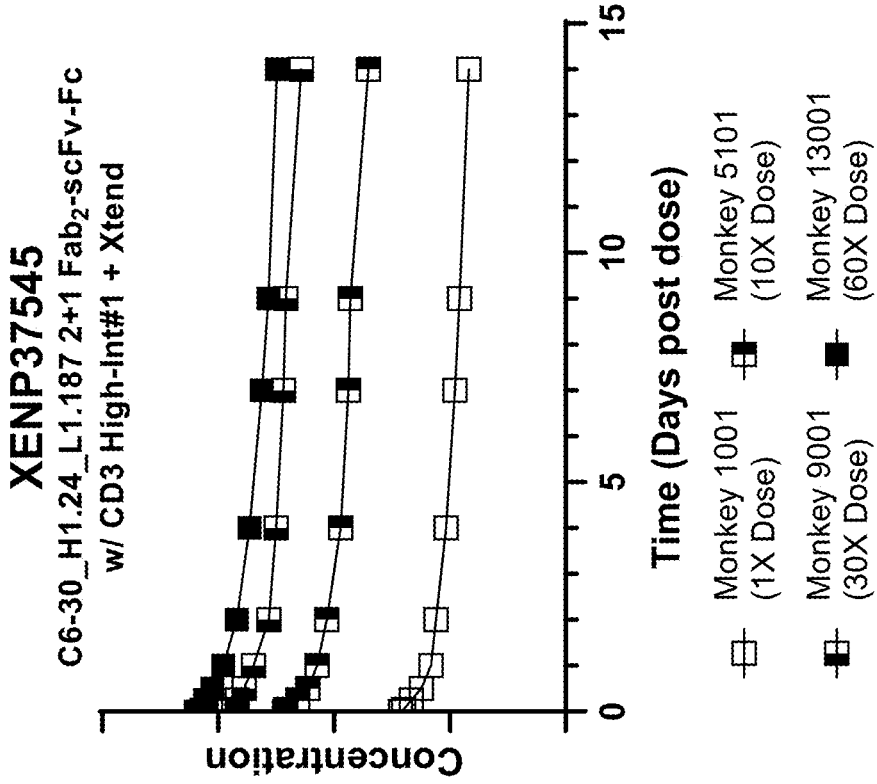 XENP37545
C6-30_H1.24_L1.187 2+1 Fab₂-scFv-Fc
w/ CD3 High-Int#1 + Xtend
Concentration
0
5
10
15
Time (Days post dose)
Monkey 1001
(1X Dose)
Monkey 5101
(10X Dose)
Monkey 9001
(30X Dose)
Monkey 13001
(60X Dose)